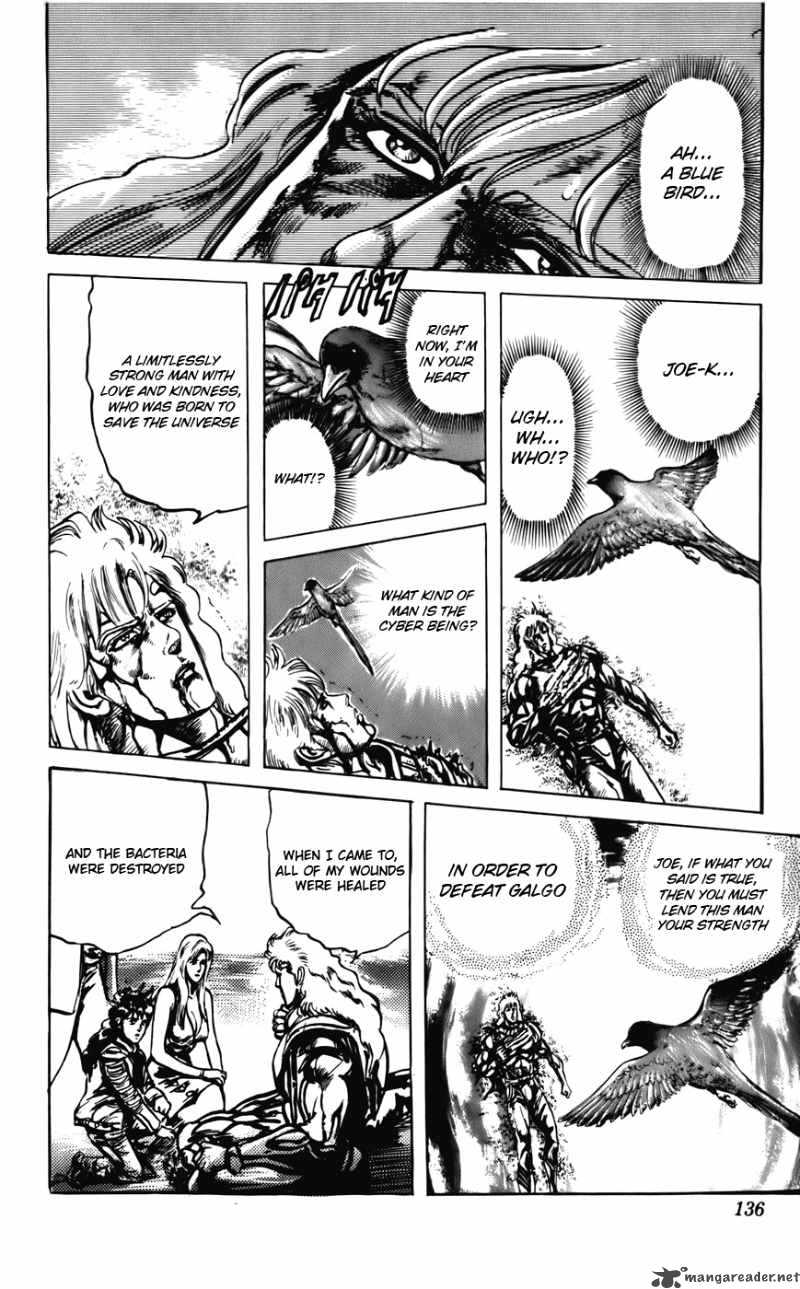 AH...
A BLUE
BIRD...
JOE-K...
UGH...
WH...
WHO!?
RIGHT
NOW, I'M
IN YOUR
HEART
WHAT!?
WHAT KIND OF
MAN IS THE
CYBER BEING?
A LIMITLESSLY
STRONG MAN WITH
LOVE AND KINDNESS,
WHO WAS BORN TO
SAVE THE UNIVERSE
JOE, IF WHAT YOU
SAID IS TRUE,
THEN YOU MUST
LEND THIS MAN
YOUR STRENGTH
IN ORDER TO
DEFEAT GALGO
WHEN I CAME TO,
ALL OF MY WOUNDS
WERE HEALED
AND THE BACTERIA
WERE DESTROYED
136
mangareader.net